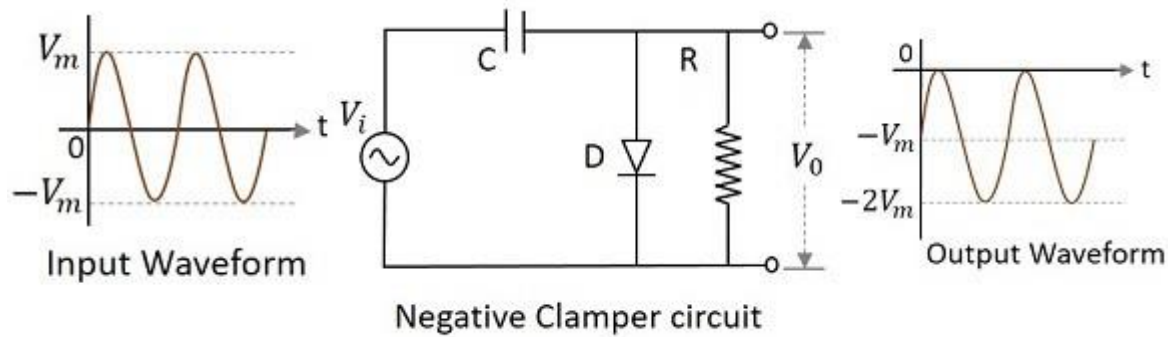 V_m
0
t
-V_m
Input Waveform
C
R
V_i
D
V_0
0
t
-V_m
-2V_m
Output Waveform
Negative Clamper circuit